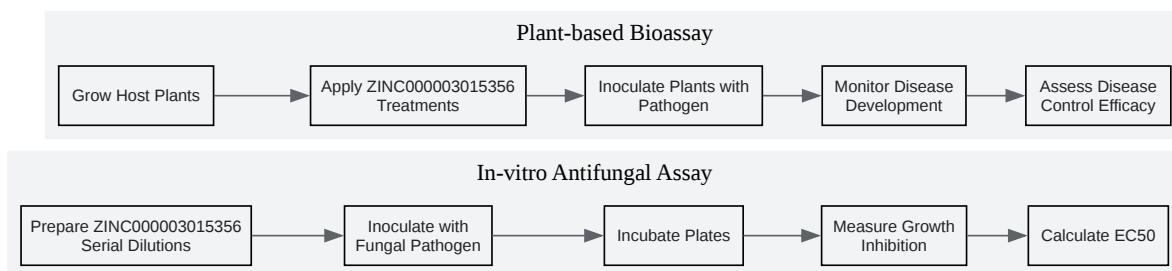 Plant-based Bioassay
Grow Host Plants
Apply ZINC000003015356
Treatments
Inoculate Plants with
Pathogen
Monitor Disease
Development
Assess Disease
Control Efficacy
In-vitro Antifungal Assay
Prepare ZINC000003015356
Serial Dilutions
Inoculate with
Fungal Pathogen
Incubate Plates
Measure Growth
Inhibition
Calculate EC50